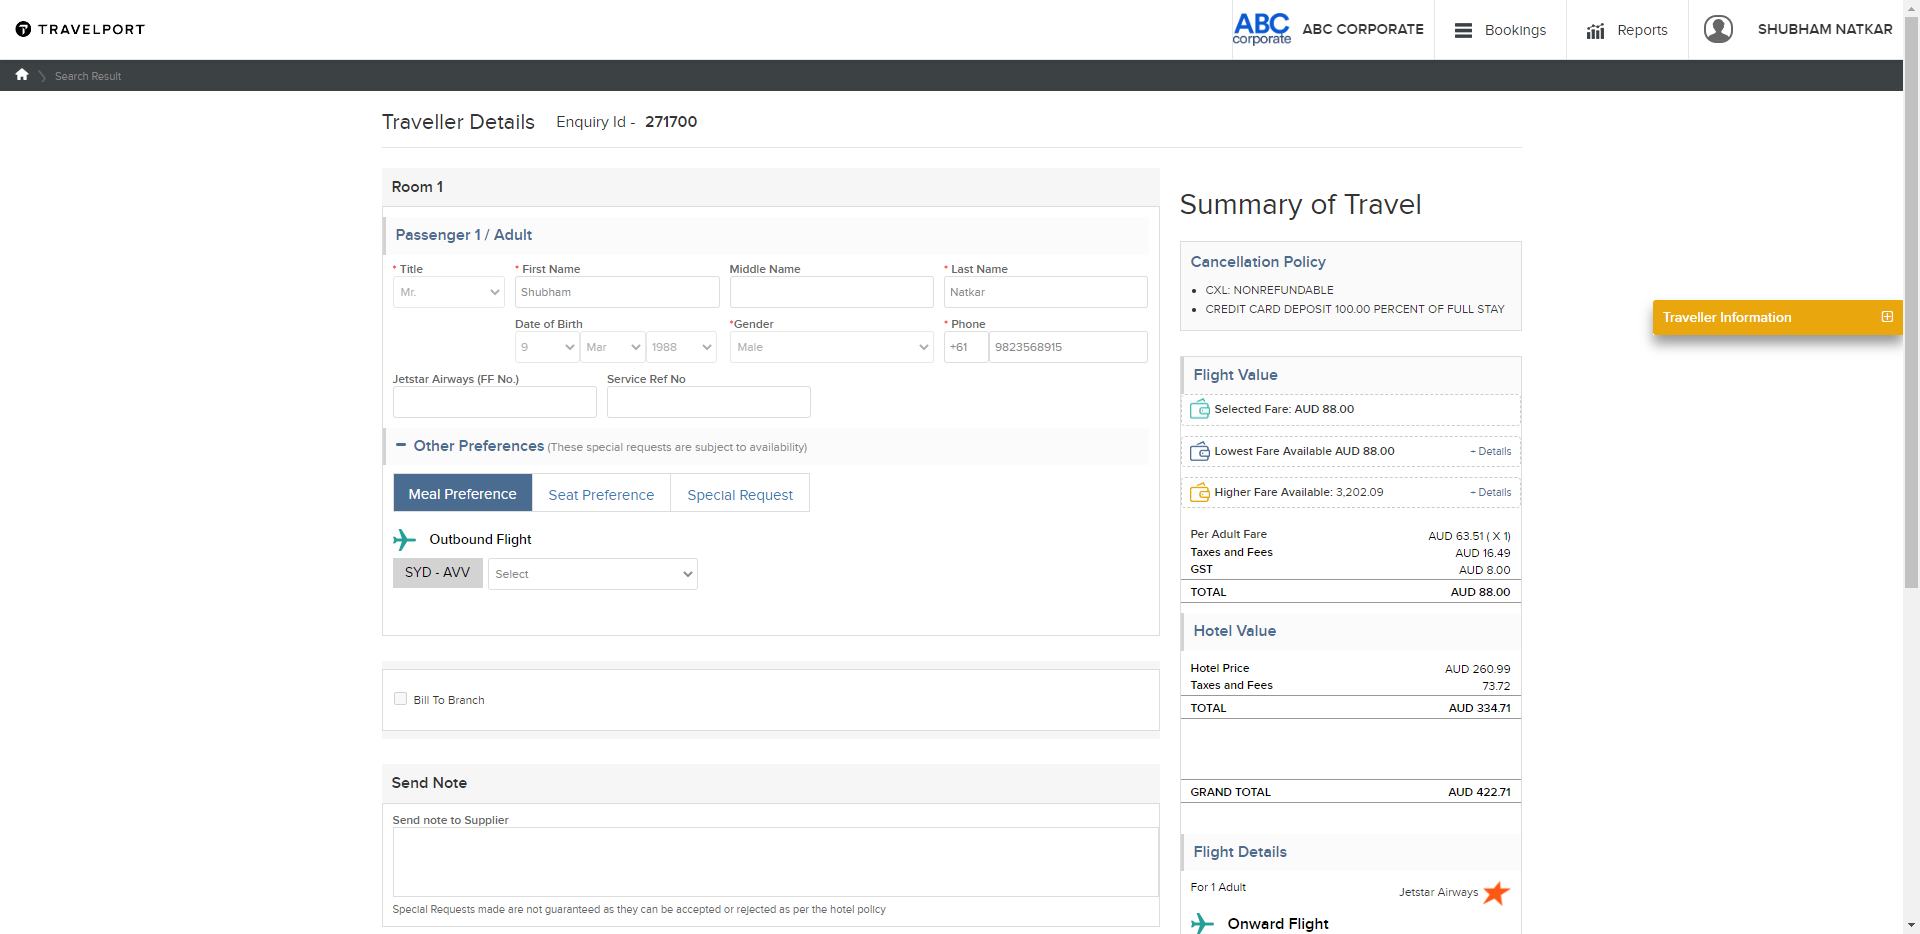 TRAVELPORT
ABC corporate
ABC CORPORATE
Bookings
Reports
SHUBHAM NATKAR
Search Result
Traveller Details
Enquiry Id - 271700
Room 1
Passenger 1 / Adult
* Title
* First Name
Middle Name
* Last Name
Mr.
Shubham
Natkar
Date of Birth
*Gender
* Phone
9
Mar
1988
Male
+61
9823568915
Jetstar Airways (FF No.)
Service Ref No
Other Preferences (These special requests are subject to availability)
Meal Preference
Seat Preference
Special Request
Outbound Flight
SYD - AVV
Select
Bill To Branch
Send Note
Send note to Supplier
Special Requests made are not guaranteed as they can be accepted or rejected as per the hotel policy
Summary of Travel
Cancellation Policy
• CXL: NONREFUNDABLE
• CREDIT CARD DEPOSIT 100.00 PERCENT OF FULL STAY
Traveller Information
Flight Value
Selected Fare: AUD 88.00
Lowest Fare Available AUD 88.00
+ Details
Higher Fare Available: 3,202.09
+ Details
Per Adult Fare AUD 63.51 ( X 1)
Taxes and Fees AUD 16.49
GST AUD 8.00
TOTAL AUD 88.00
Hotel Value
Hotel Price AUD 260.99
Taxes and Fees 73.72
TOTAL AUD 334.71
GRAND TOTAL AUD 422.71
Flight Details
For 1 Adult
Jetstar Airways
Onward Flight